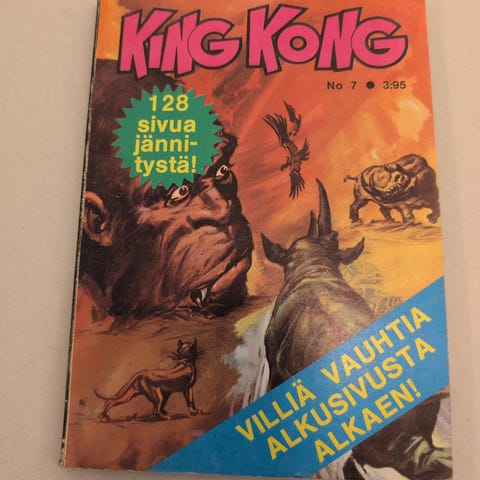 KING KONG
No 7 ● 3:95
128
sivua
jänni-
tystä!
VILLIÄ VAUHTIA
ALKUSIVUSTA
ALKAEN!